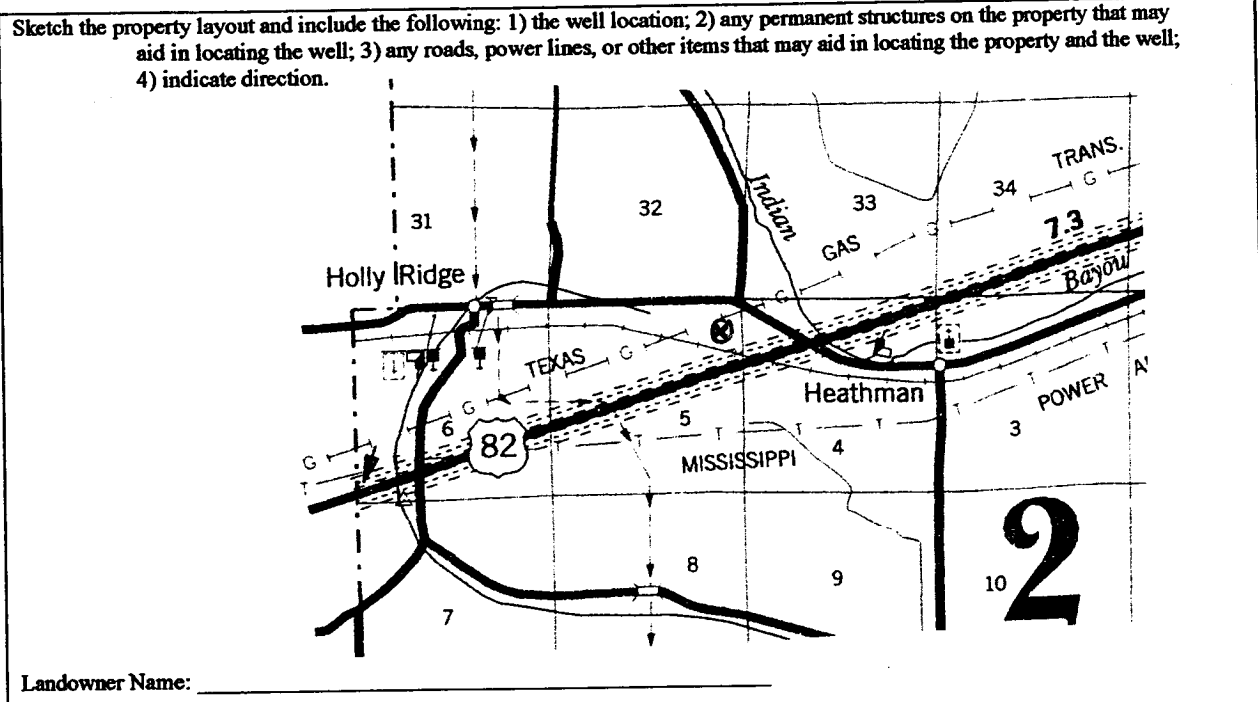 Sketch the property layout and include the following: 1) the well location; 2) any permanent structures on the property that may
aid in locating the well; 3) any roads, power lines, or other items that may aid in locating the property and the well;
4) indicate direction.
TRANS.
G
34
33
32
31
Indian
7.3
GAS
G
Holly Ridge
Bayou
G
TEXAS
G
T
Heathman
POWER
T
G
6
82
5
T
T
T
T
3
4
MISSISSIPPI
G
T
2
8
9
10
7
Landowner Name: